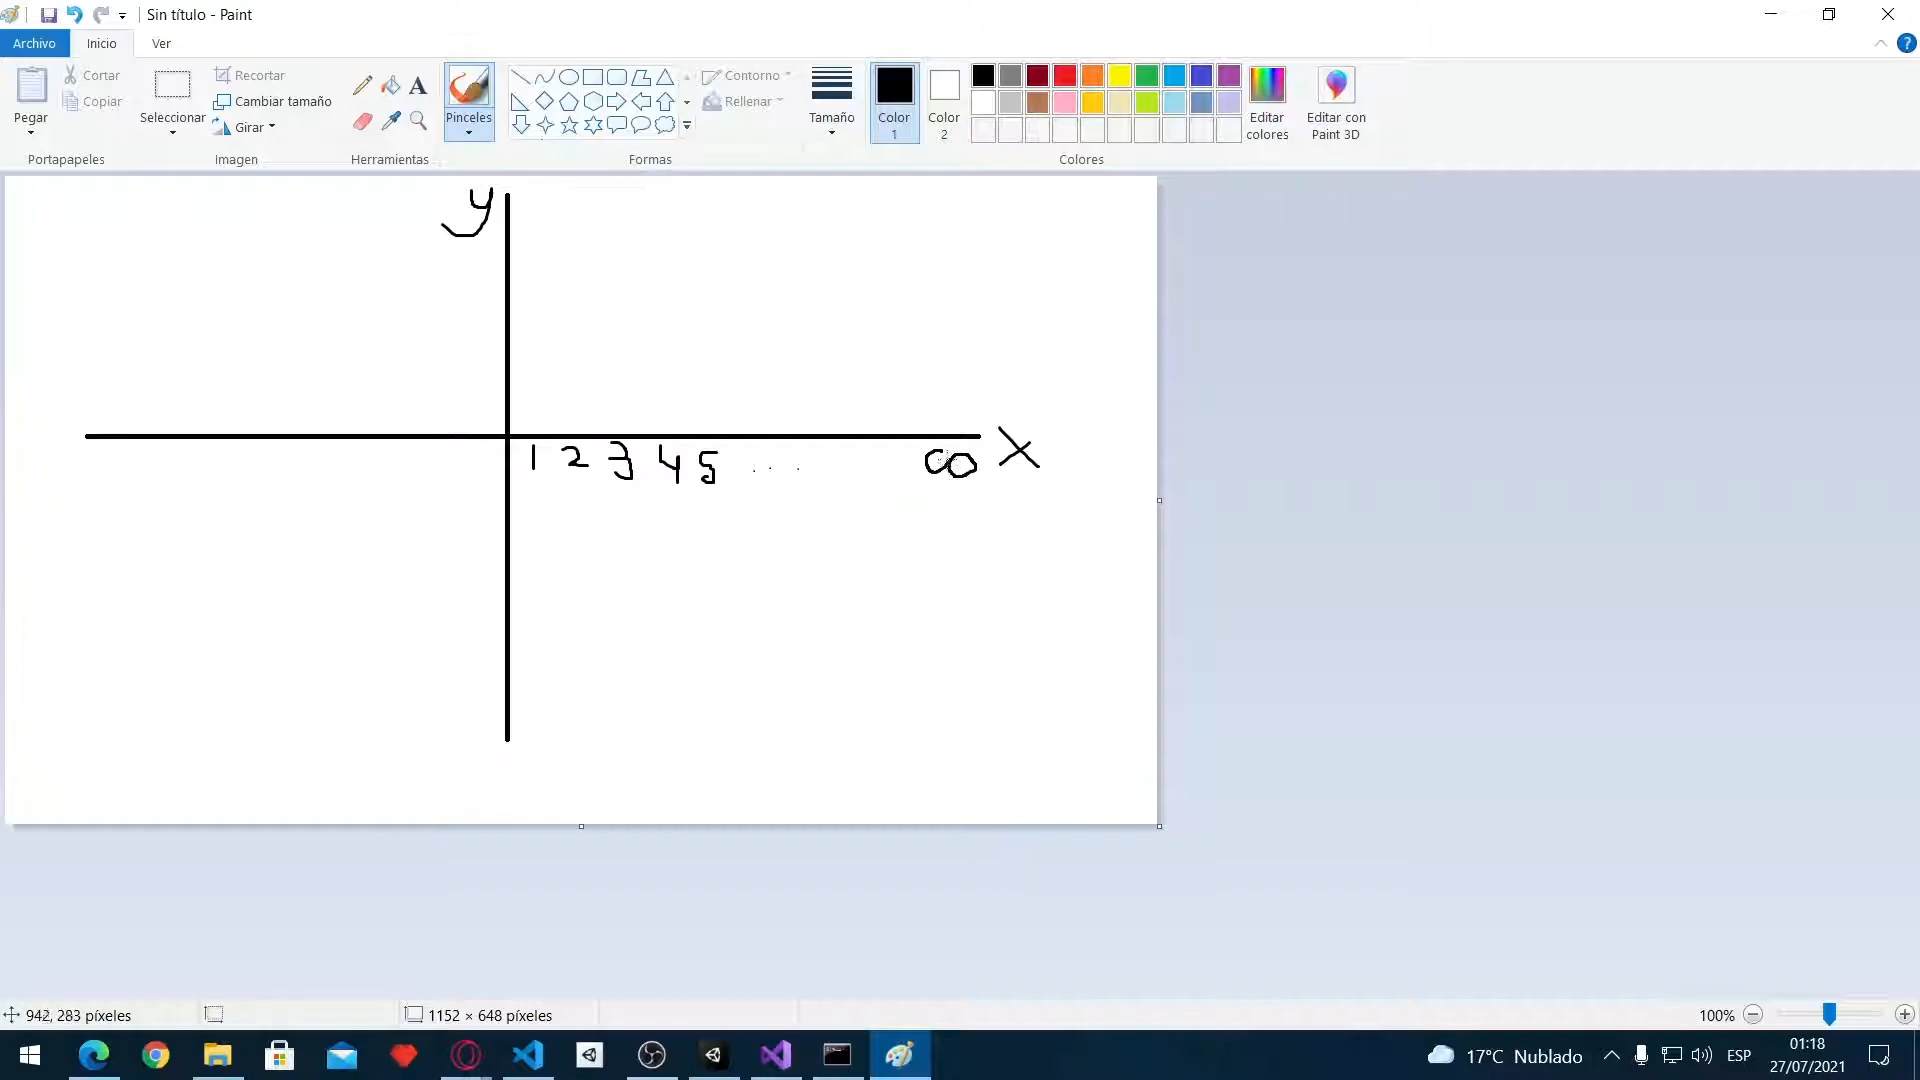 Sin título - Paint
Archivo Inicio Ver
Pegar Cortar Copiar Portapapeles
Seleccionar Recortar Cambiar tamaño Girar Imagen
A Herramientas
Pinceles
Contorno Rellenar Formas
Tamaño
Color 1
Color 2
Editar colores
Editar con Paint 3D
Colores
y
1 2 3 4 5 ... ∞ X
942, 283 píxeles
1152 × 648 píxeles
100%
17°C Nublado ESP
01:18
27/07/2021